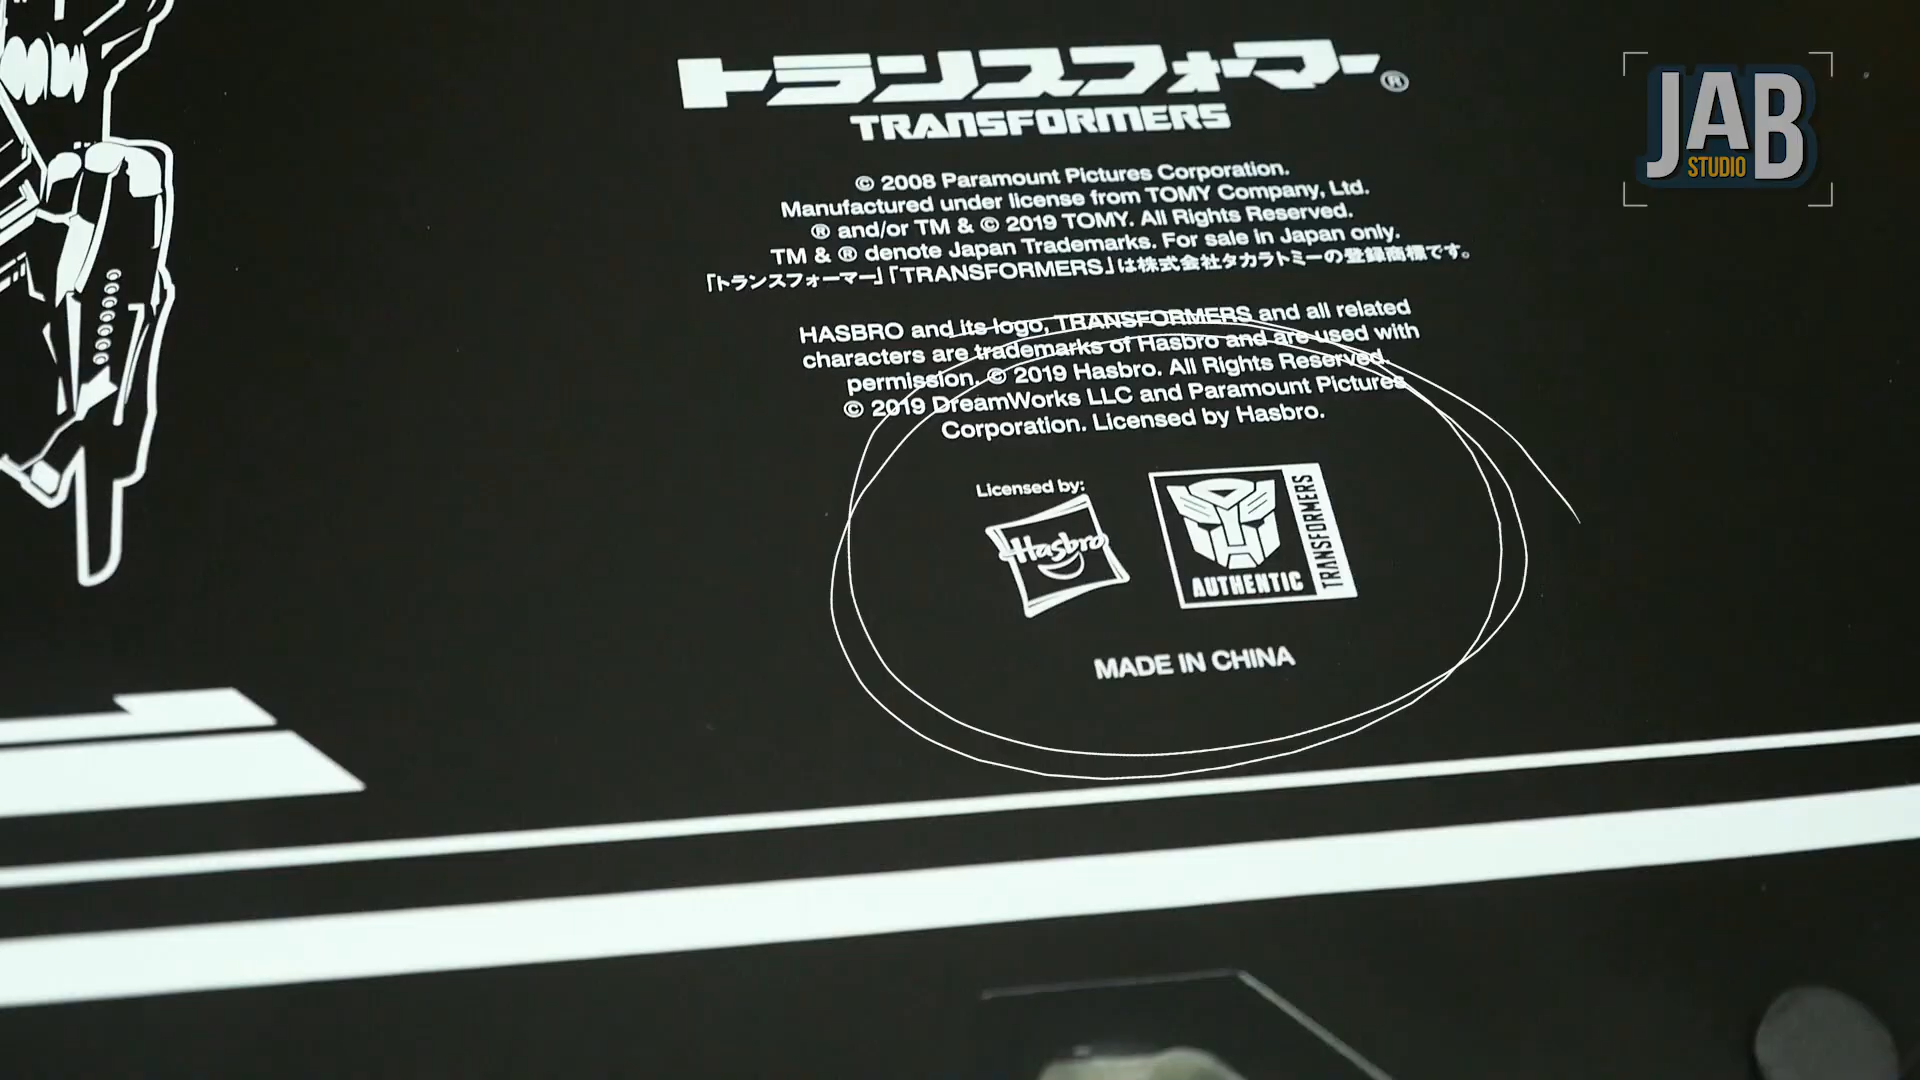 トランスフォーマー®
TRANSFORMERS
© 2008 Paramount Pictures Corporation.
Manufactured under license from TOMY Company, Ltd.
® and/or TM & © 2019 TOMY. All Rights Reserved.
TM & ® denote Japan Trademarks. For sale in Japan only.
「トランスフォーマー」「TRANSFORMERS」は株式会社タカラトミーの登録商標です。
HASBRO and its logo, TRANSFORMERS and all related
characters are trademarks of Hasbro and are used with
permission. © 2019 Hasbro. All Rights Reserved.
© 2019 DreamWorks LLC and Paramount Pictures
Corporation. Licensed by Hasbro.
Licensed by:
Hasbro
AUTHENTIC
TRANSFORMERS
MADE IN CHINA
JAB
STUDIO